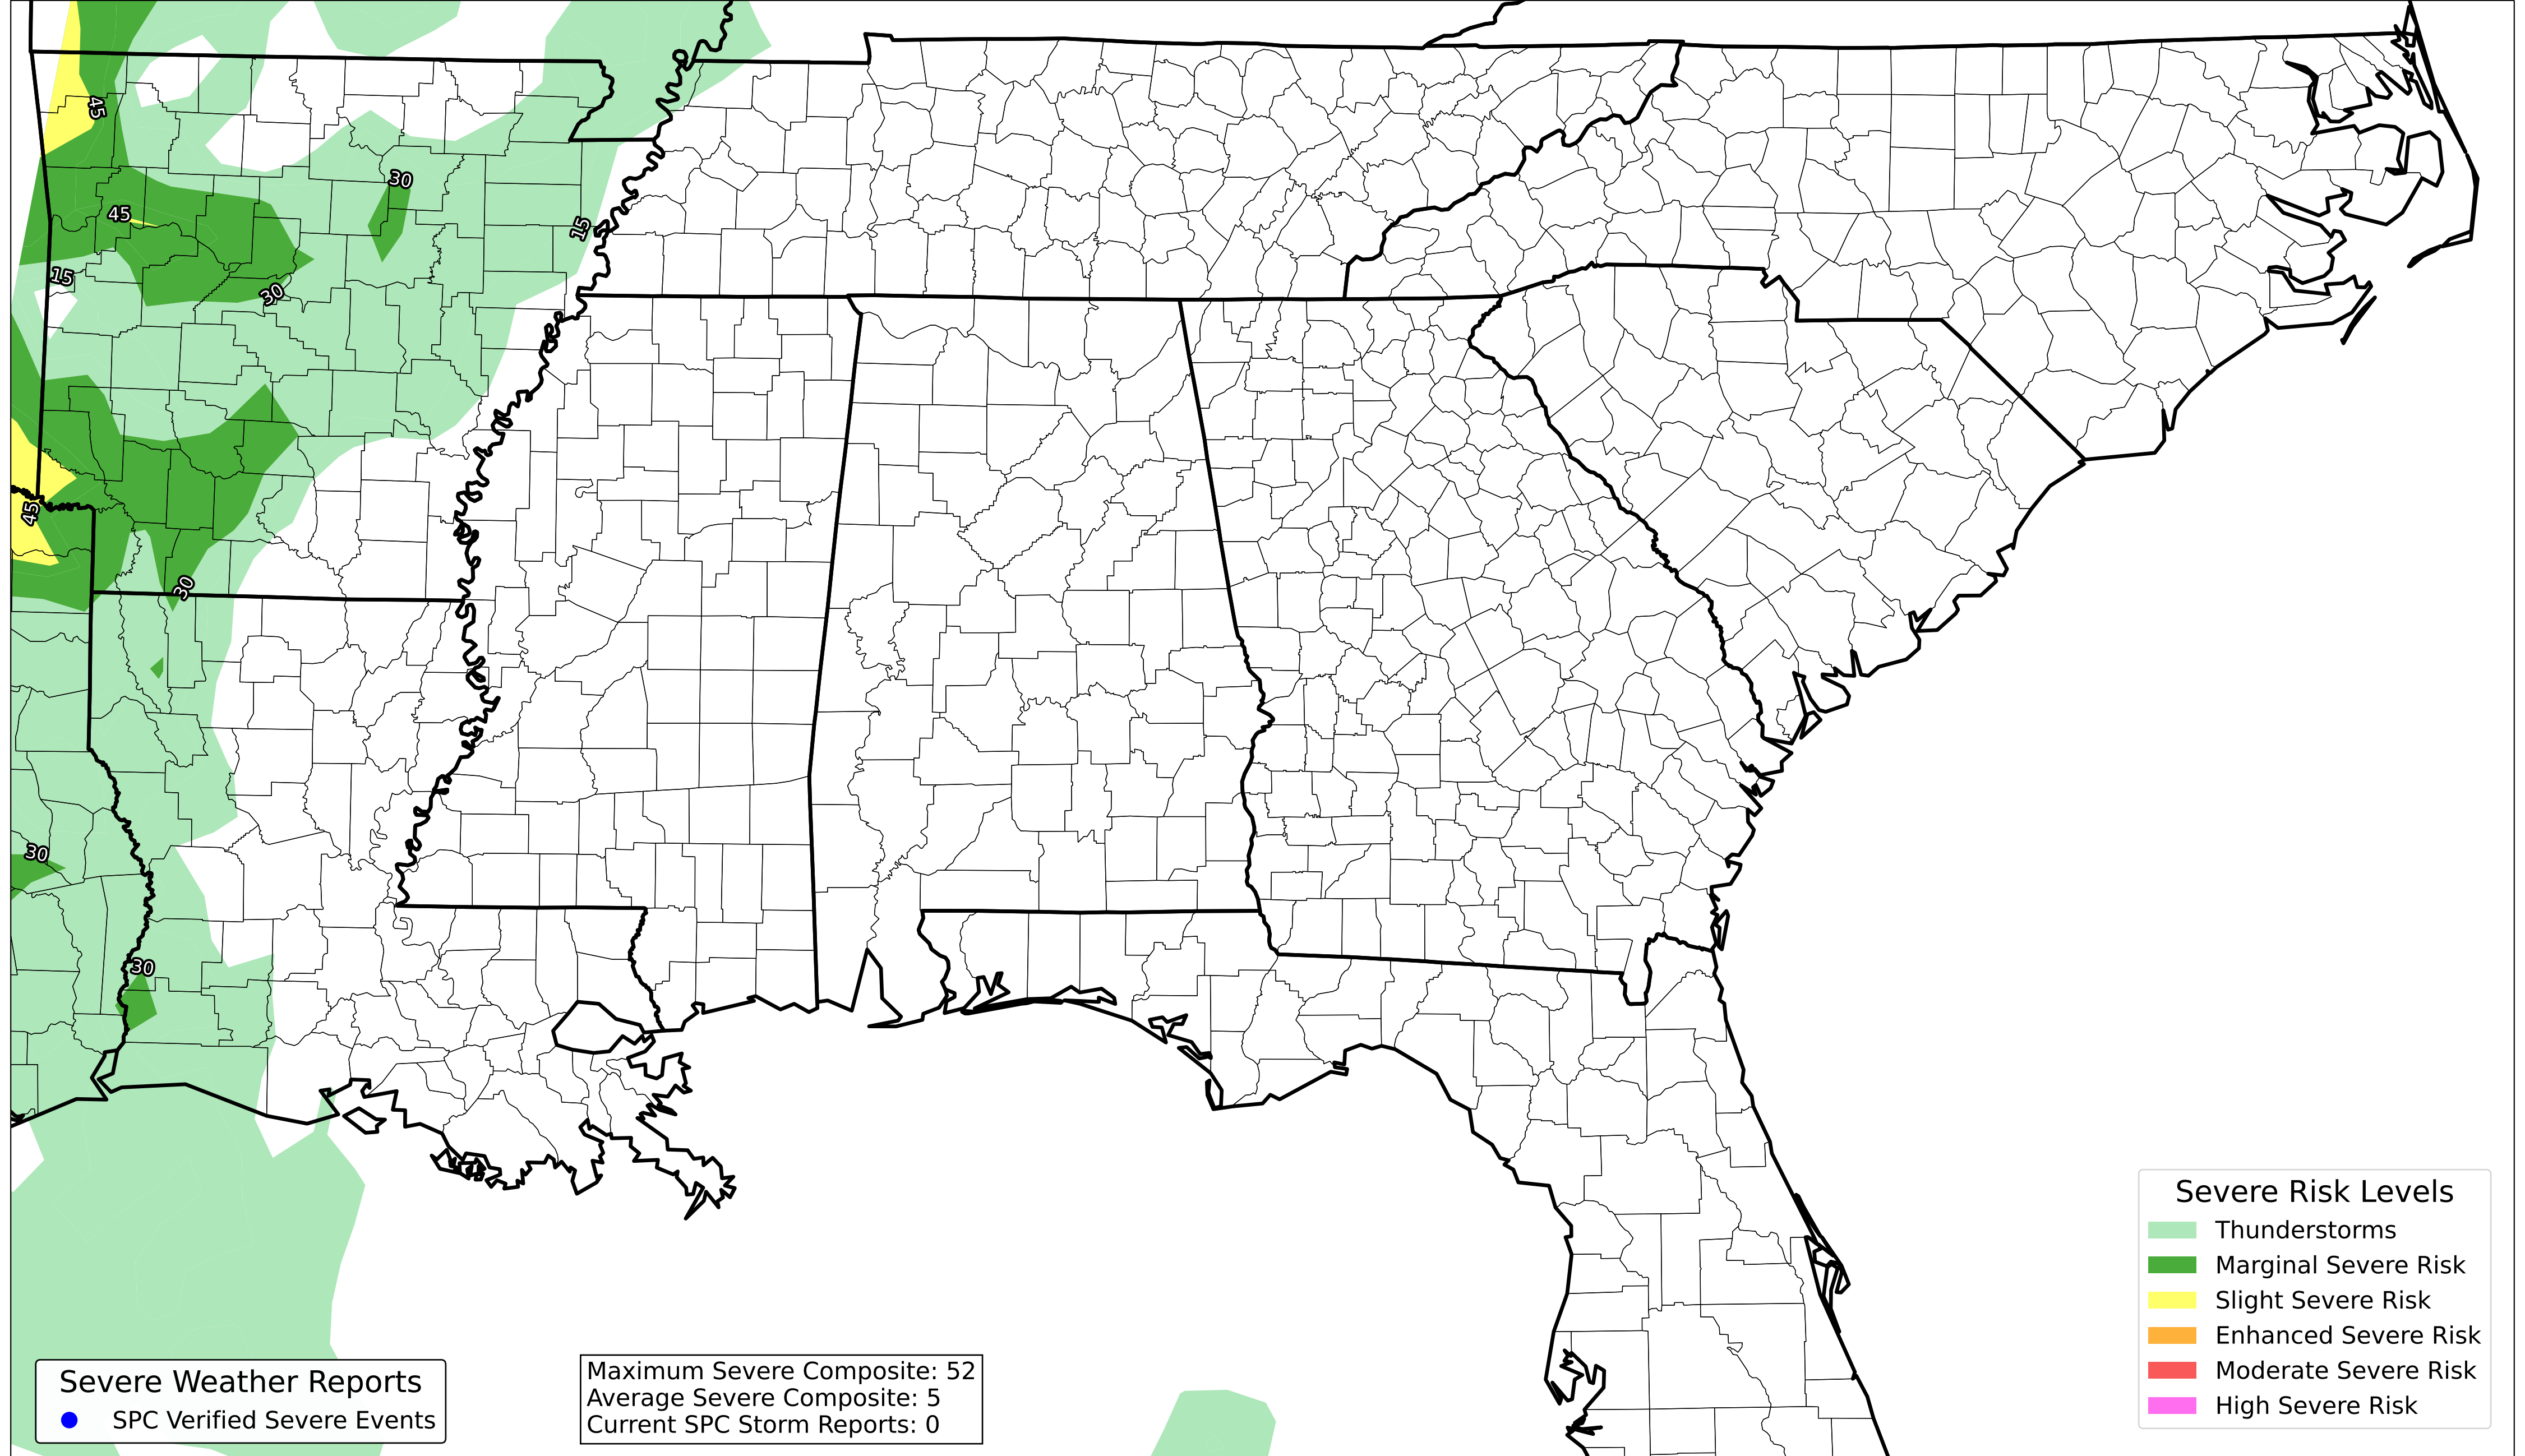 45
30
45
15
15
30
45
30
30
30
Severe Risk Levels
Thunderstorms
Marginal Severe Risk
Slight Severe Risk
Enhanced Severe Risk
Moderate Severe Risk
High Severe Risk
Severe Weather Reports
SPC Verified Severe Events
Maximum Severe Composite: 52
Average Severe Composite: 5
Current SPC Storm Reports: 0